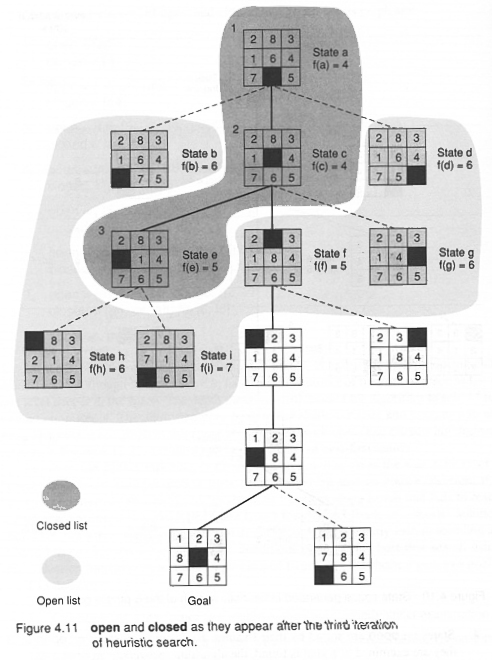 1
2 8 3
1 6 4
7 5
State a
f(a) = 4
2 8 3
1 6 4
7 5
State b
f(b) = 6
2
2 8 3
1 4
7 6 5
State c
f(c) = 4
2 8 3
1 6 4
7 5
State d
f(d) = 6
3
2 8 3
1 4
7 6 5
State e
f(e) = 5
2 3
1 8 4
7 6 5
State f
f(f) = 5
2 8 3
1 4
7 6 5
State g
f(g) = 6
8 3
2 1 4
7 6 5
State h
f(h) = 6
2 8 3
7 1 4
6 5
State i
f(i) = 7
2 3
1 8 4
7 6 5
2 3
1 8 4
7 6 5
1 2 3
8 4
7 6 5
Closed list
1 2 3
8 4
7 6 5
Goal
1 2 3
7 8 4
6 5
Open list
Figure 4.11 open and closed as they appear after the third iteration
of heuristic search.